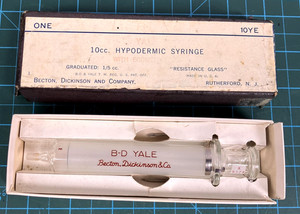 ONE 10YE
10cc. HYPODERMIC SYRINGE
GRADUATED: 1/5 cc. "RESISTANCE GLASS"
BECTON, DICKINSON AND COMPANY, RUTHERFORD, N. J.,
B-D YALE
Becton, Dickinson & Co